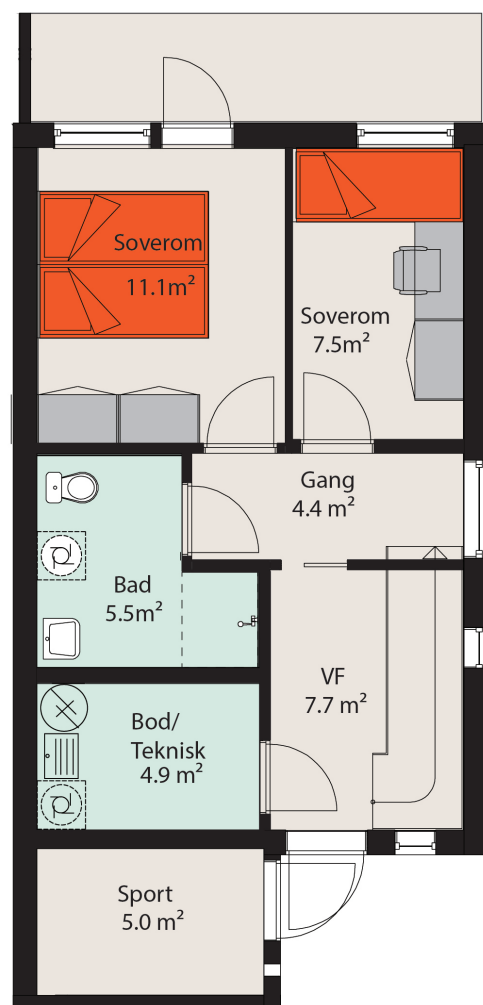 Soverom
11.1m²
Soverom
7.5m²
Gang
4.4 m²
Bad
5.5m²
VF
7.7 m²
Bod/
Teknisk
4.9 m²
Sport
5.0 m²